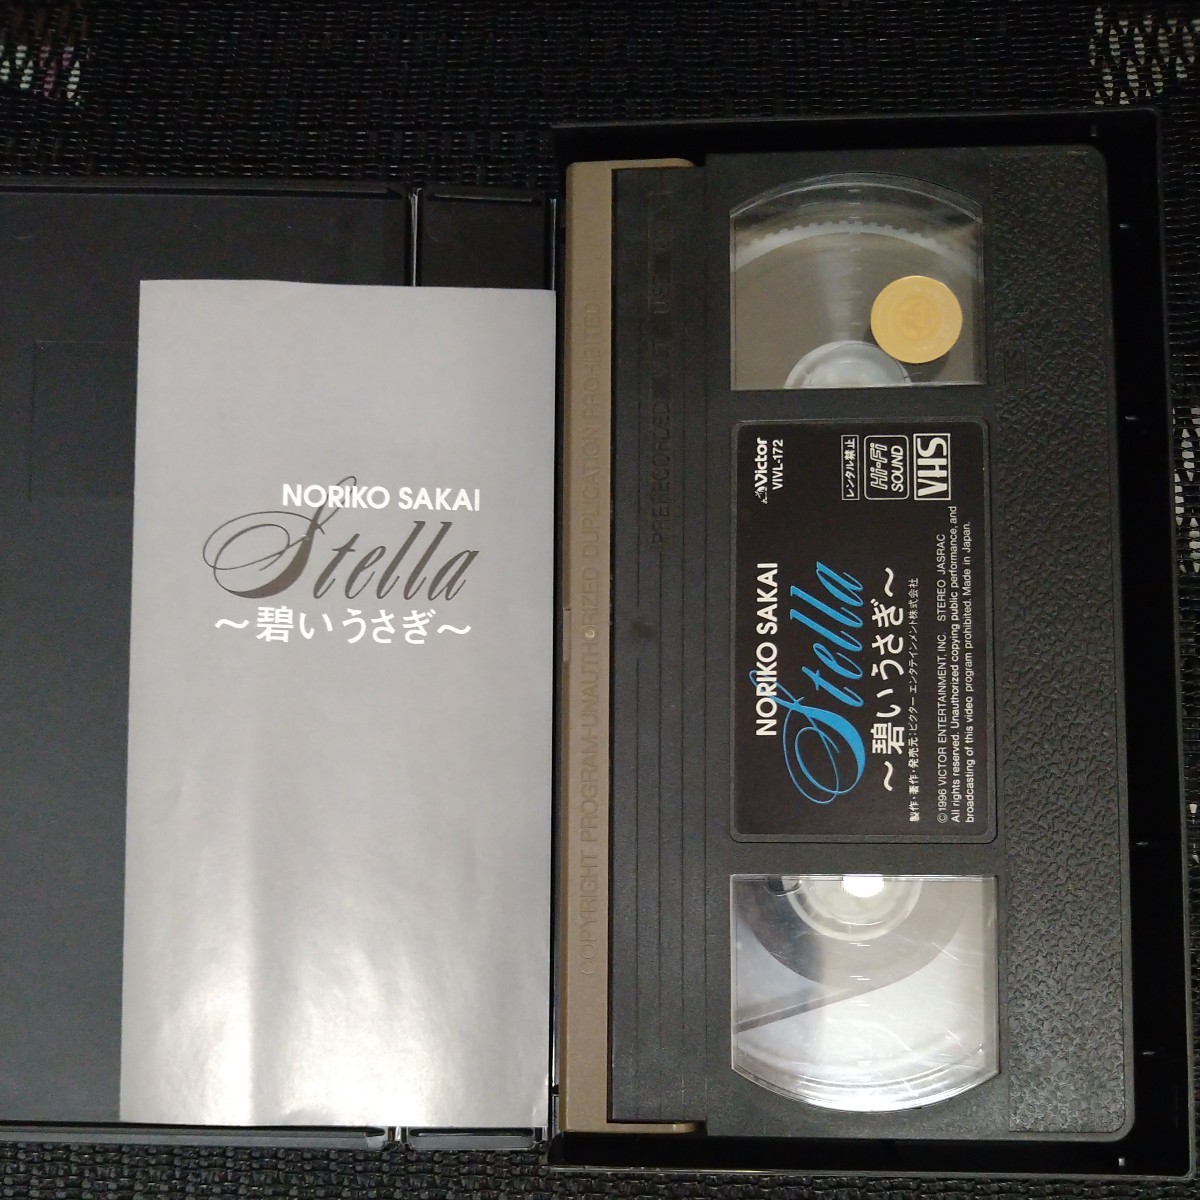 NORIKO SAKAI
Stella
～碧いうさぎ～
COPYRIGHT PROGRAM-UNAUTHORIZED DUPLICATION PROHIBITED
PRERECORDED
VHS
Victor
VIVL-172
レンタル禁止
Hi-Fi
SOUND
VHS
NORIKO SAKAI
Stella
～碧いうさぎ～
製作・著作・発売元:ビクター エンタテインメント株式会社
©1996 VICTOR ENTERTAINMENT, INC. STEREO JASRAC
All rights reserved. Unauthorized copying public performance, and
broadcasting of this video program prohibited. Made in Japan.